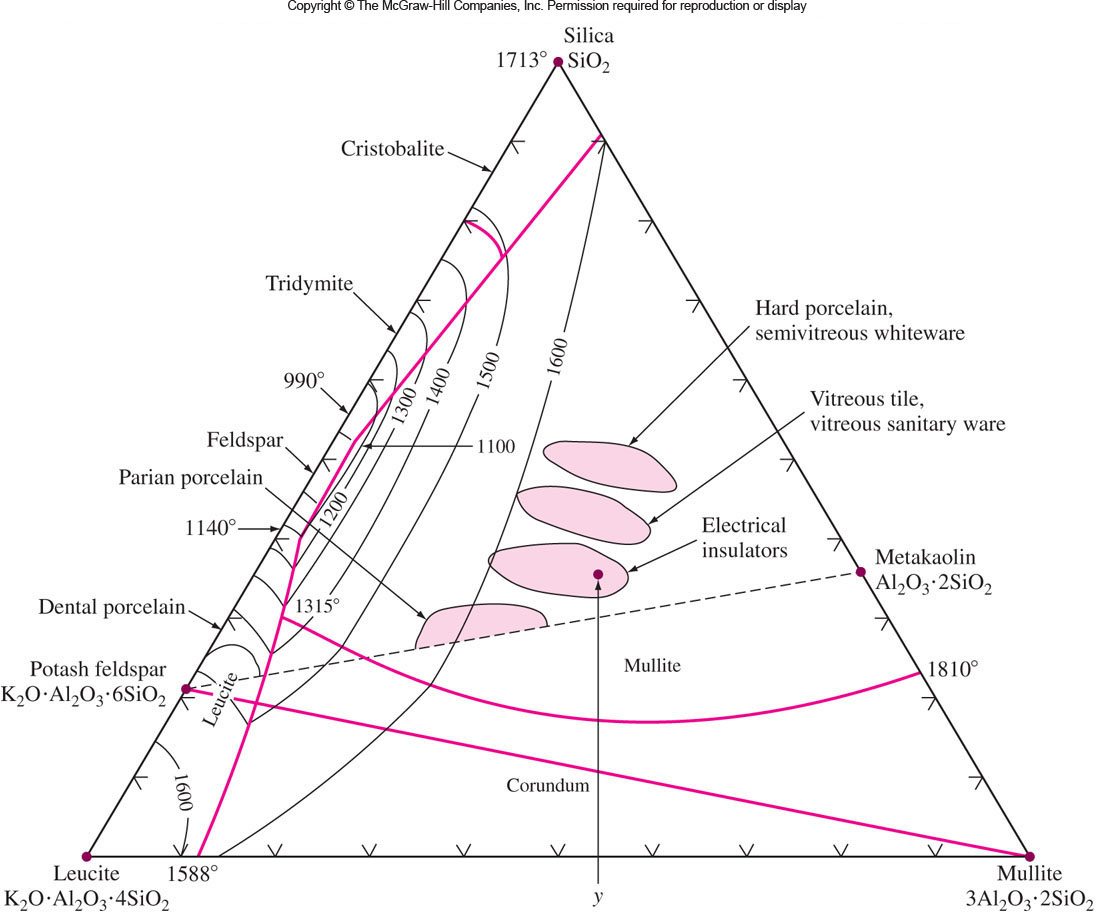 Copyright © The McGraw-Hill Companies, Inc. Permission required for reproduction or display
Silica
1713°
SiO₂
Cristobalite
Tridymite
Hard porcelain,
semivitreous whiteware
990°
1600
1500
1400
1300
Vitreous tile,
vitreous sanitary ware
Feldspar
1100
Parian porcelain
1200
1140°
Electrical
insulators
Metakaolin
Al₂O₃·2SiO₂
Dental porcelain
1315°
Potash feldspar
K₂O·Al₂O₃·6SiO₂
Leucite
Mullite
1810°
1600
Corundum
Leucite
K₂O·Al₂O₃·4SiO₂
1588°
y
Mullite
3Al₂O₃·2SiO₂